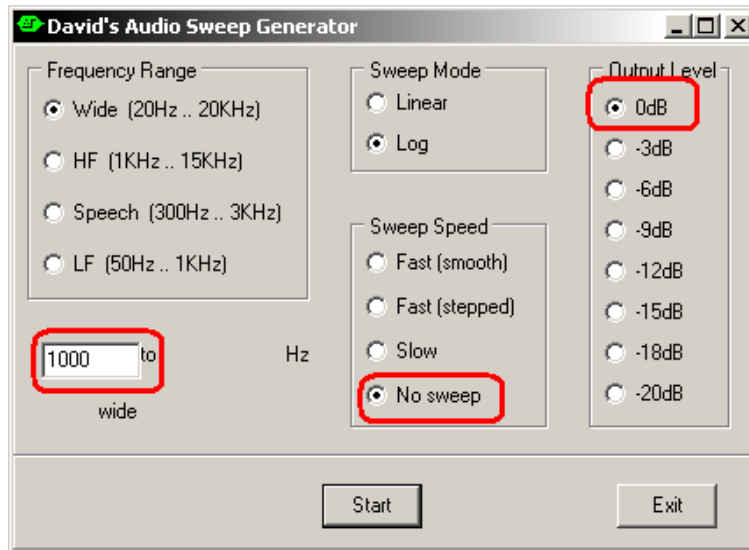 David's Audio Sweep Generator
Frequency Range
Wide (20Hz .. 20KHz)
HF (1KHz .. 15KHz)
Speech (300Hz .. 3KHz)
LF (50Hz .. 1KHz)
1000 to Hz
wide
Sweep Mode
Linear
Log
Sweep Speed
Fast (smooth)
Fast (stepped)
Slow
No sweep
Output Level
0dB
-3dB
-6dB
-9dB
-12dB
-15dB
-18dB
-20dB
Start
Exit